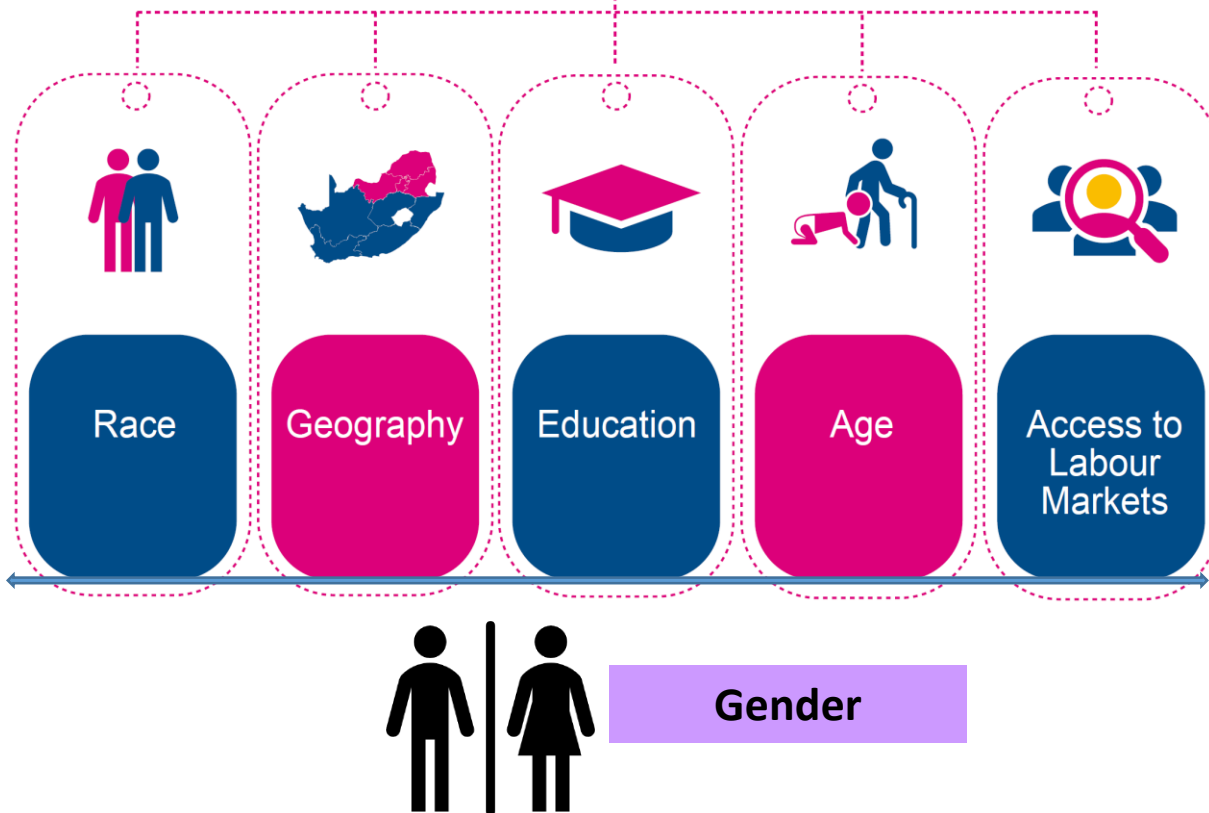 Race
Geography
Education
Age
Access to
Labour
Markets
Gender